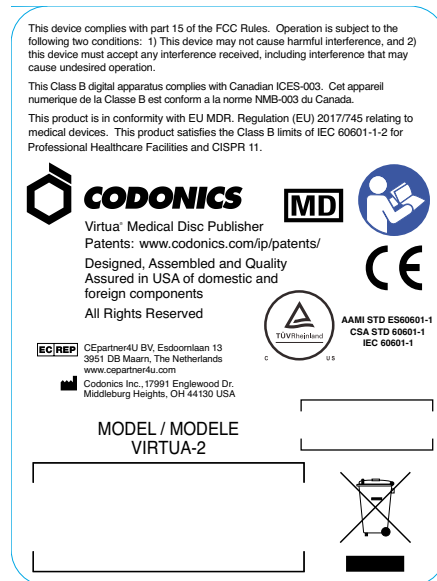 This device complies with part 15 of the FCC Rules.  Operation is subject to the
following two conditions:  1) This device may not cause harmful interference, and 2)
this device must accept any interference received, including interference that may
cause undesired operation.
This Class B digital apparatus complies with Canadian ICES-003.  Cet appareil
numerique de la Classe B est conform a la norme NMB-003 du Canada.
This product is in conformity with EU MDR. Regulation (EU) 2017/745 relating to
medical devices.  This product satisfies the Class B limits of IEC 60601-1-2 for
Professional Healthcare Facilities and CISPR 11.
CODONICS
MD
Virtua® Medical Disc Publisher
Patents:  www.codonics.com/ip/patents/
Designed, Assembled and Quality
Assured in USA of domestic and
foreign components
All Rights Reserved
CE
TÜVRheinland
C US
AAMI STD ES60601-1
CSA STD 60601-1
IEC 60601-1
EC REP
CEpartner4U BV, Esdoornlaan 13
3951 DB Maarn, The Netherlands
www.cepartner4u.com
Codonics Inc., 17991 Englewood Dr.
Middleburg Heights, OH 44130 USA
MODEL / MODELE
VIRTUA-2